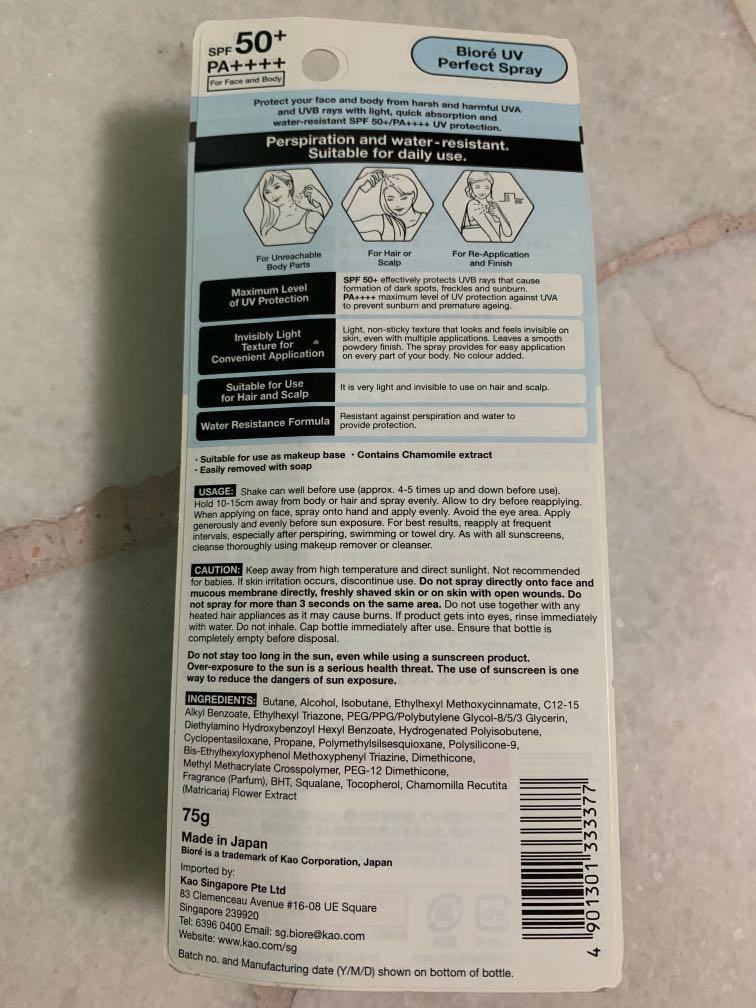 SPF 50+
PA++++
For Face and Body
Bioré UV
Perfect Spray
Protect your face and body from harsh and harmful UVA
and UVB rays with light, quick absorption and
water-resistant SPF 50+/PA++++ UV protection.
Perspiration and water-resistant.
Suitable for daily use.
For Unreachable
Body Parts
For Hair or
Scalp
For Re-Application
and Finish
Maximum Level
of UV Protection
SPF 50+ effectively protects UVB rays that cause
formation of dark spots, freckles and sunburn.
PA++++ maximum level of UV protection against UVA
to prevent sunburn and premature ageing.
Invisibly Light
Texture for
Convenient Application
Light, non-sticky texture that looks and feels invisible on
skin, even with multiple applications. Leaves a smooth
powdery finish. The spray provides for easy application
on every part of your body. No colour added.
Suitable for Use
for Hair and Scalp
It is very light and invisible to use on hair and scalp.
Water Resistance Formula
Resistant against perspiration and water to
provide protection.
· Suitable for use as makeup base · Contains Chamomile extract
· Easily removed with soap
USAGE: Shake can well before use (approx. 4-5 times up and down before use).
Hold 10-15cm away from body or hair and spray evenly. Allow to dry before reapplying.
When applying on face, spray onto hand and apply evenly. Avoid the eye area. Apply
generously and evenly before sun exposure. For best results, reapply at frequent
intervals, especially after perspiring, swimming or towel dry. As with all sunscreens,
cleanse thoroughly using makeup remover or cleanser.
CAUTION: Keep away from high temperature and direct sunlight. Not recommended
for babies. If skin irritation occurs, discontinue use. Do not spray directly onto face and
mucous membrane directly, freshly shaved skin or on skin with open wounds. Do
not spray for more than 3 seconds on the same area. Do not use together with any
heated hair appliances as it may cause burns. If product gets into eyes, rinse immediately
with water. Do not inhale. Cap bottle immediately after use. Ensure that bottle is
completely empty before disposal.
Do not stay too long in the sun, even while using a sunscreen product.
Over-exposure to the sun is a serious health threat. The use of sunscreen is one
way to reduce the dangers of sun exposure.
INGREDIENTS: Butane, Alcohol, Isobutane, Ethylhexyl Methoxycinnamate, C12-15
Alkyl Benzoate, Ethylhexyl Triazone, PEG/PPG/Polybutylene Glycol-8/5/3 Glycerin,
Diethylamino Hydroxybenzoyl Hexyl Benzoate, Hydrogenated Polyisobutene,
Cyclopentasiloxane, Propane, Polymethylsilsesquioxane, Polysilicone-9,
Bis-Ethylhexyloxyphenol Methoxyphenyl Triazine, Dimethicone,
Methyl Methacrylate Crosspolymer, PEG-12 Dimethicone,
Fragrance (Parfum), BHT, Squalane, Tocopherol, Chamomilla Recutita
(Matricaria) Flower Extract
75g
Made in Japan
Bioré is a trademark of Kao Corporation, Japan
Imported by:
Kao Singapore Pte Ltd
83 Clemenceau Avenue #16-08 UE Square
Singapore 239920
Tel: 6396 0400 Email: sg.biore@kao.com
Website: www.kao.com/sg
Batch no. and Manufacturing date (Y/M/D) shown on bottom of bottle.
4 901301 333377